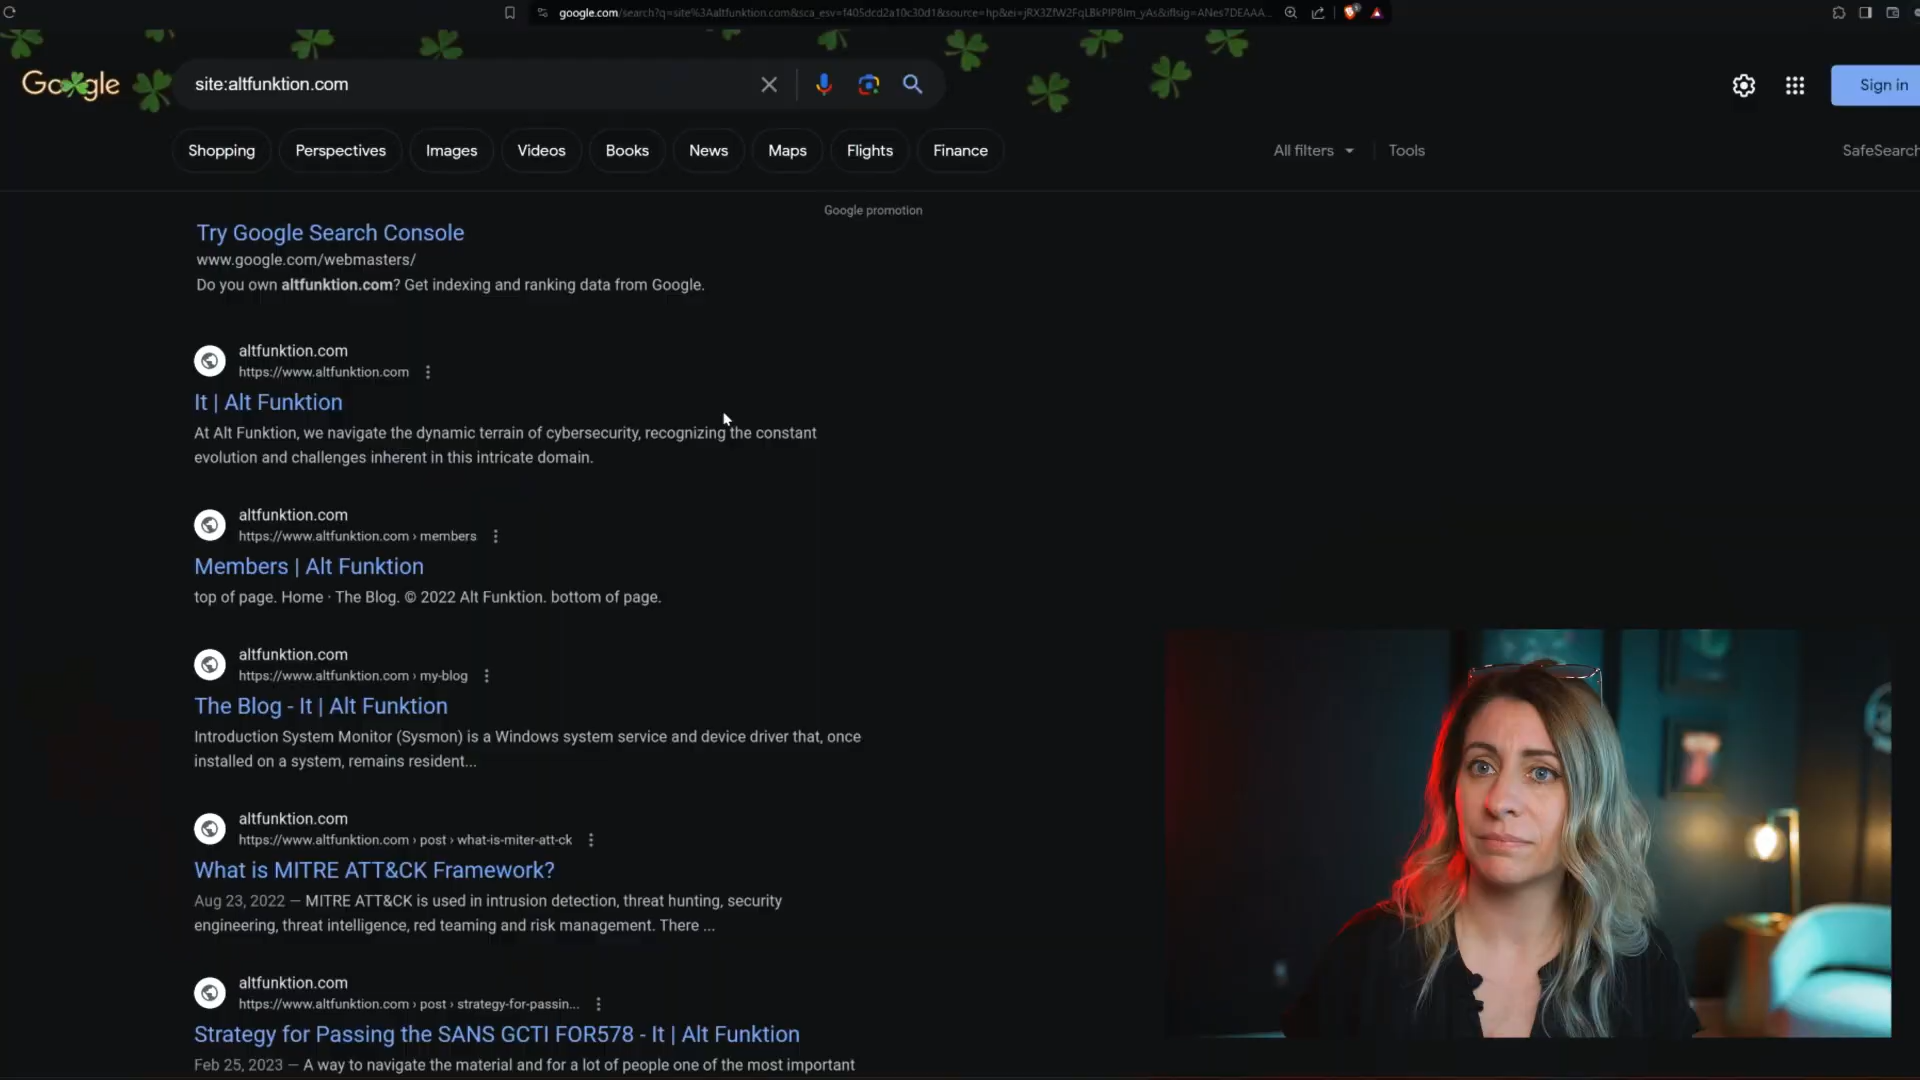 google.com/search?q=site%3Aaltfunktion.com&sca_esv=f405dcd2a10c30d1&source=hp&ei=
Google
site:altfunktion.com
Sign in
Shopping
Perspectives
Images
Videos
Books
News
Maps
Flights
Finance
All filters
Tools
SafeSearch
Google promotion
Try Google Search Console
www.google.com/webmasters/
Do you own altfunktion.com? Get indexing and ranking data from Google.
altfunktion.com
https://www.altfunktion.com
It | Alt Funktion
At Alt Funktion, we navigate the dynamic terrain of cybersecurity, recognizing the constant
evolution and challenges inherent in this intricate domain.
altfunktion.com
https://www.altfunktion.com › members
Members | Alt Funktion
top of page. Home · The Blog. © 2022 Alt Funktion. bottom of page.
altfunktion.com
https://www.altfunktion.com › my-blog
The Blog - It | Alt Funktion
Introduction System Monitor (Sysmon) is a Windows system service and device driver that, once
installed on a system, remains resident...
altfunktion.com
https://www.altfunktion.com › post › what-is-miter-att-ck
What is MITRE ATT&CK Framework?
Aug 23, 2022 — MITRE ATT&CK is used in intrusion detection, threat hunting, security
engineering, threat intelligence, red teaming and risk management. There ...
altfunktion.com
https://www.altfunktion.com › post › strategy-for-passin...
Strategy for Passing the SANS GCTI FOR578 - It | Alt Funktion
Feb 25, 2023 — A way to navigate the material and for a lot of people one of the most important